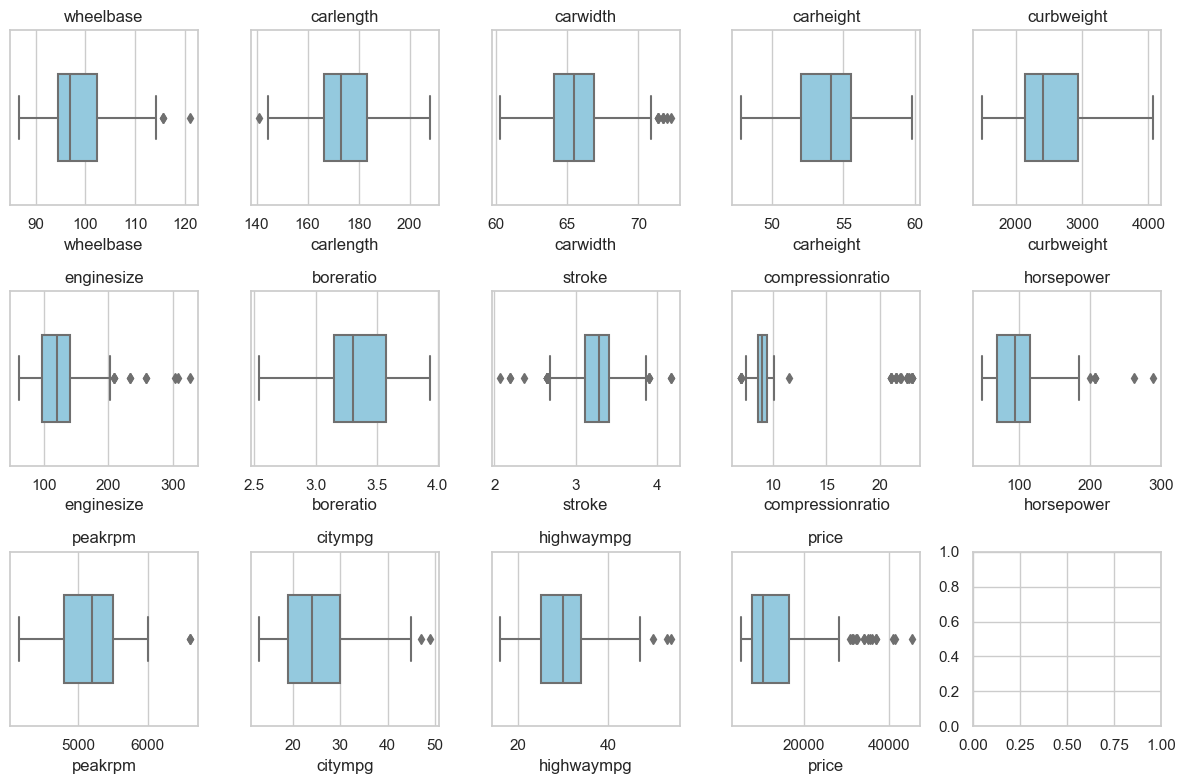 wheelbase carlength carwidth carheight curbweight
90 100 120 140 160 180 200 60 65 70 50 55 60 2000 3000 4000
wheelbase carlength carwidth carheight curbweight
enginesize boreratio stroke compressionratio horsepower
100 200 300 2.5 3.0 3.5 4.0 2 3 4 10 15 20 100 200 300
enginesize boreratio stroke compressionratio horsepower
peakrpm citympg highwaympg price
1.0
0.8
0.6
0.4
0.2
0.0
5000 6000 20 30 40 50 20 40 20000 40000 0.00 0.25 0.50 0.75 1.00
peakrpm citympg highwaympg price